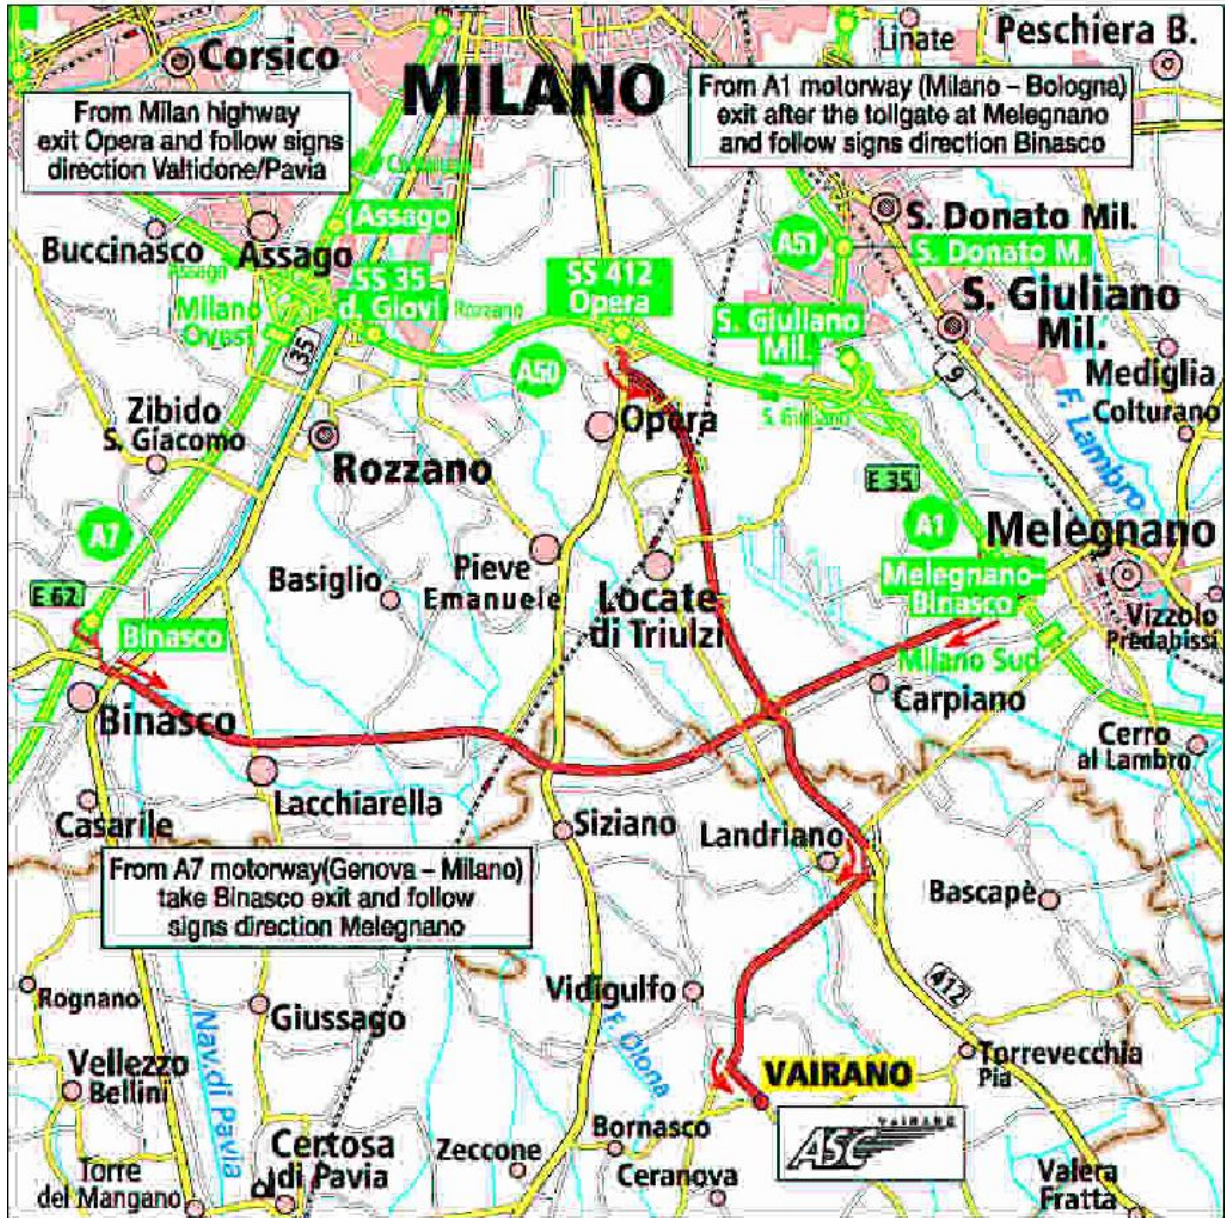 Corsico
MILANO
Linate
Peschiera B.
From Milan highway
exit Opera and follow signs
direction Valtidone/Pavia
From A1 motorway (Milano – Bologna)
exit after the tollgate at Melegnano
and follow signs direction Binasco
Assago
Buccinasco
Assago
Assago
SS 35
d. Giovi
Milano
Ovest
Rozzano
SS 412
Opera
A51
S. Donato Mil.
S. Donato M.
S. Giuliano
Mil.
S. Giuliano
Mil.
S. Giuliano
35
A50
9
Mediglia
Colturano
F. Lambro
Zibido
S. Giacomo
Opera
Rozzano
E 35
A7
A1
Melegnano
E 62
Basiglio
Pieve
Emanuele
Locate
di Triulzi
Melegnano-
Binasco
Vizzolo
Predabissi
Binasco
Milano Sud
Carpiano
Binasco
Cerro
al Lambro
Lacchiarella
Casarile
Siziano
Landriano
From A7 motorway(Genova – Milano)
take Binasco exit and follow
signs direction Melegnano
Bascapè
Rognano
Giussago
Vidigulfo
412
Nav.di Pavia
F. Olona
Vellezzo
Bellini
VAIRANO
Torrevecchia
Pia
VAIRANO
ASC
Certosa
di Pavia
Zeccone
Bornasco
Ceranova
Torre
del Mangano
Valera
Fratta